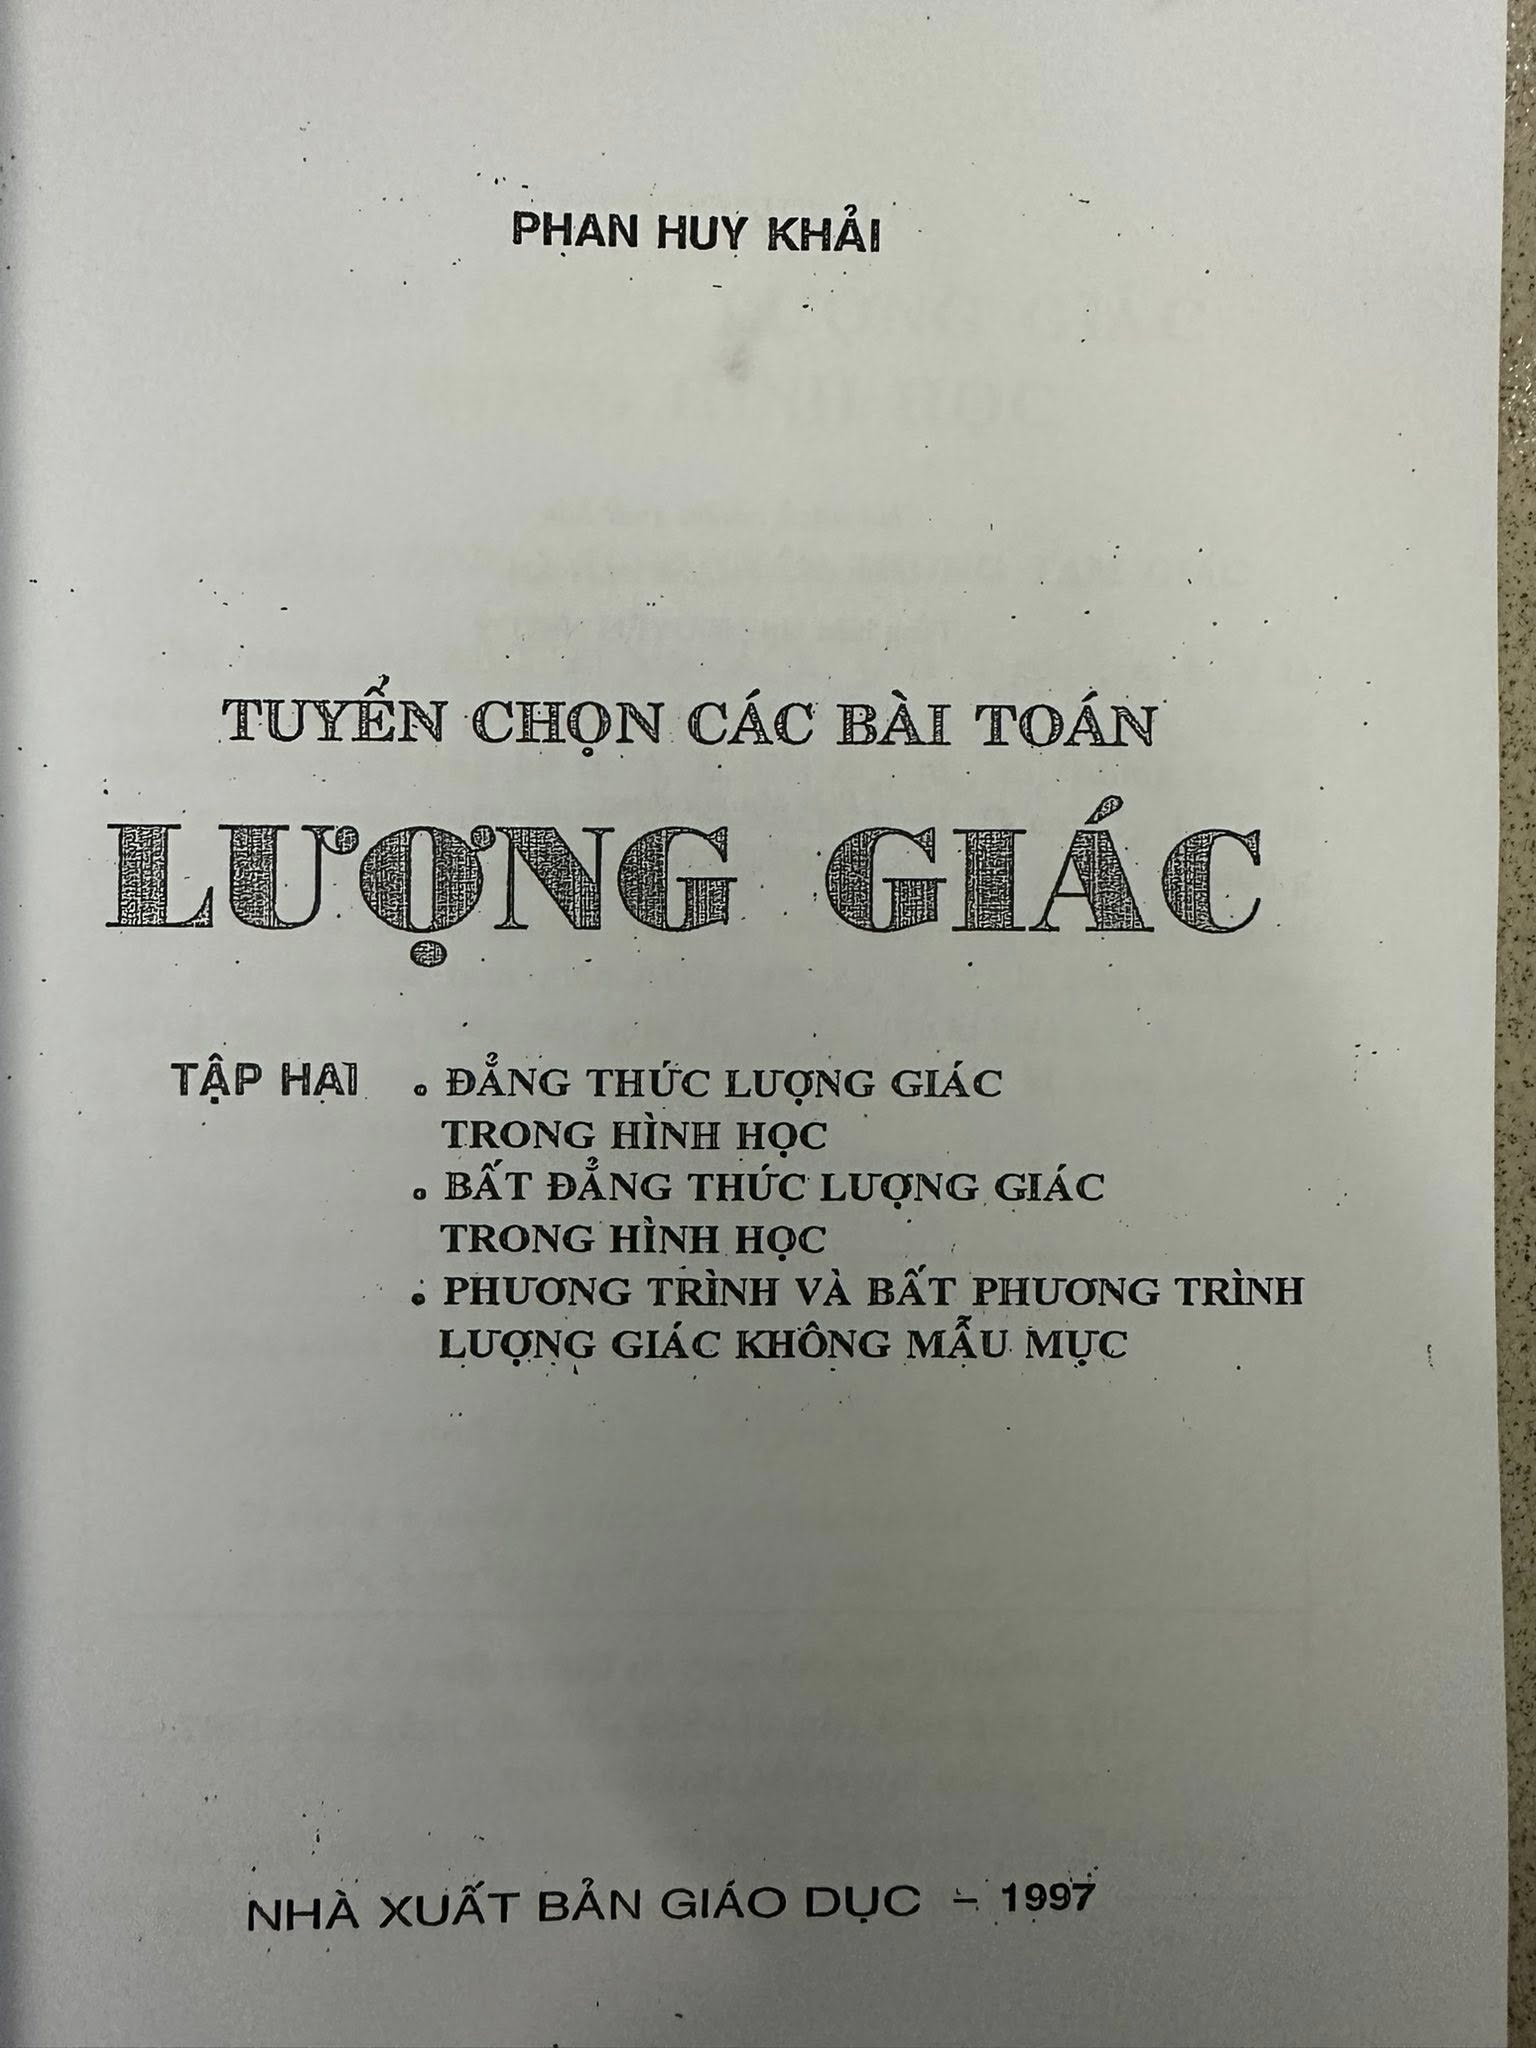 PHAN HUY KHẢI
TUYỂN CHỌN CÁC BÀI TOÁN
LƯỢNG GIÁC
TẬP HAI • ĐẲNG THỨC LƯỢNG GIÁC
TRONG HÌNH HỌC
• BẤT ĐẲNG THỨC LƯỢNG GIÁC
TRONG HÌNH HỌC
• PHƯƠNG TRÌNH VÀ BẤT PHƯƠNG TRÌNH
LƯỢNG GIÁC KHÔNG MẪU MỰC
NHÀ XUẤT BẢN GIÁO DỤC - 1997